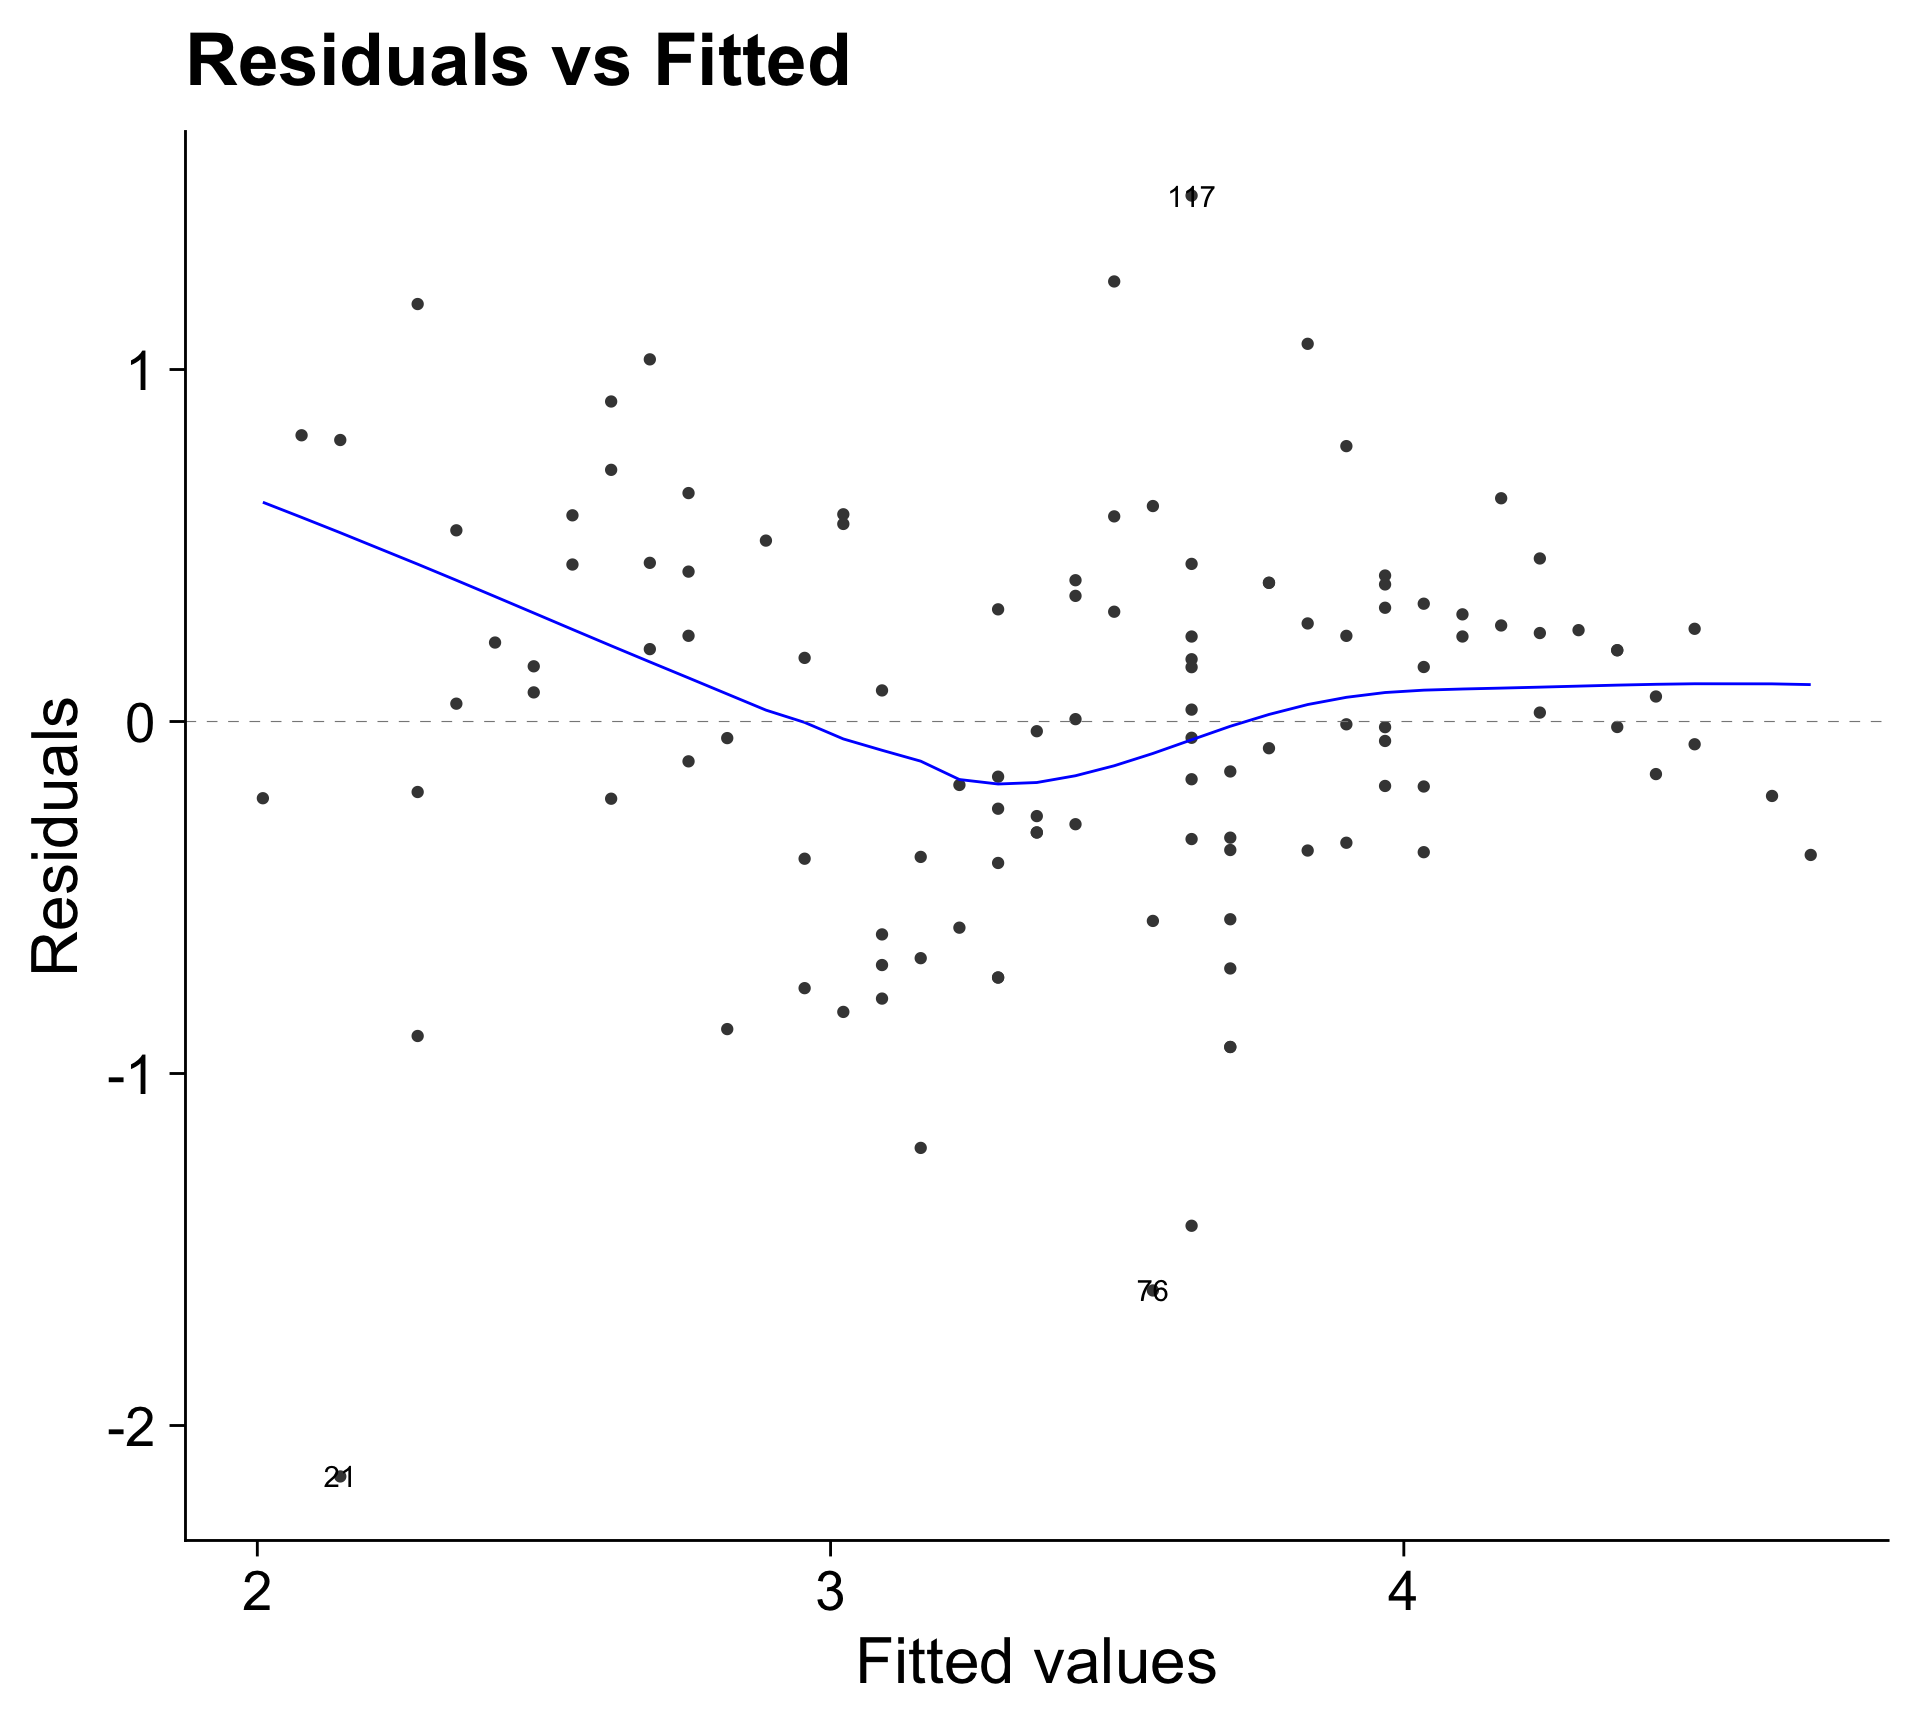 Residuals vs Fitted
117
1
0
Residuals
-1
76
-2
21
2 3 4
Fitted values